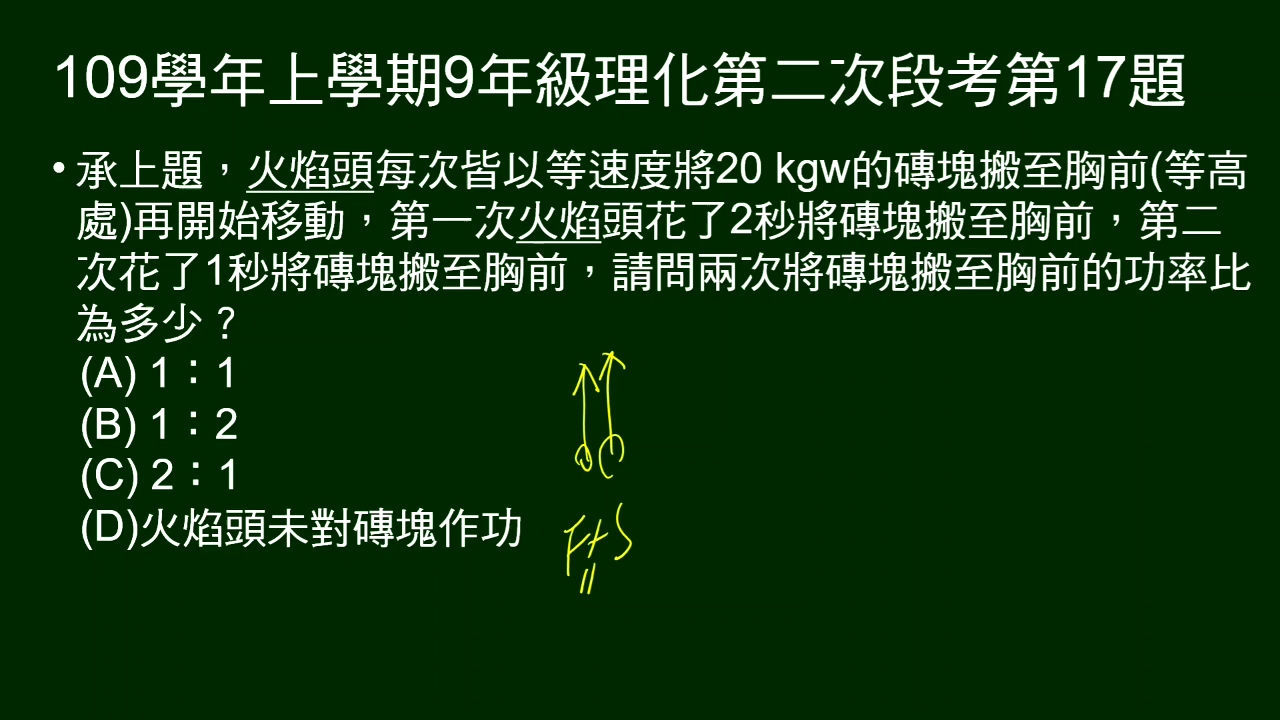 109學年上學期9年級理化第二次段考第17題
•承上題，火焰頭每次皆以等速度將20 kgw的磚塊搬至胸前(等高
處)再開始移動，第一次火焰頭花了2秒將磚塊搬至胸前，第二
次花了1秒將磚塊搬至胸前，請問兩次將磚塊搬至胸前的功率比
為多少？
(A) 1：1
(B) 1：2
(C) 2：1
(D)火焰頭未對磚塊作功
F×S
=